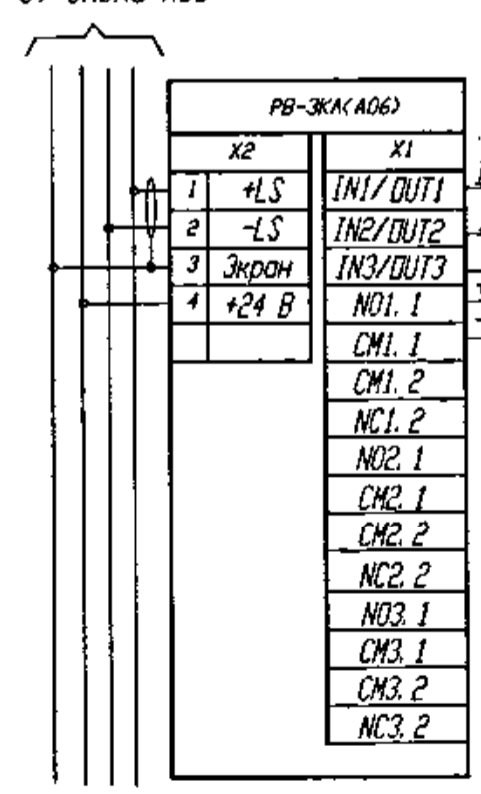 РВ-3КА(А06)
X2 X1
1 +LS IN1/OUT1
2 -LS IN2/OUT2
3 Экран IN3/OUT3
4 +24 В NO1. 1
CM1. 1
CM1. 2
NC1. 2
NO2. 1
CM2. 1
CM2. 2
NC2. 2
NO3. 1
CM3. 1
CM3. 2
NC3. 2